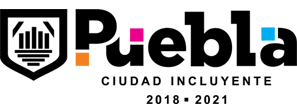 Puebla
CIUDAD INCLUYENTE
2018 ▪ 2021